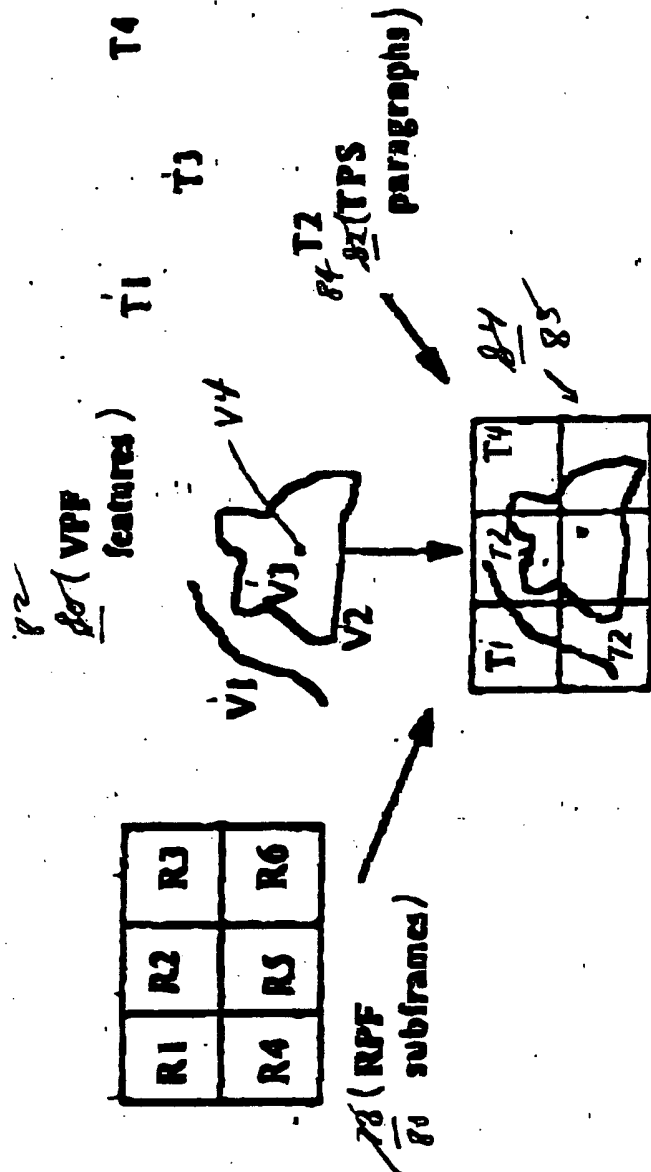 82
80 (VPF
features)
T1
T3
T4
R1 R2 R3
R4 R5 R6
V1
V3
V2
V4
T2
84
82 (TPS
paragraphs)
78 (RPF
80 subframes)
T1 T2 T4
T2
84
85